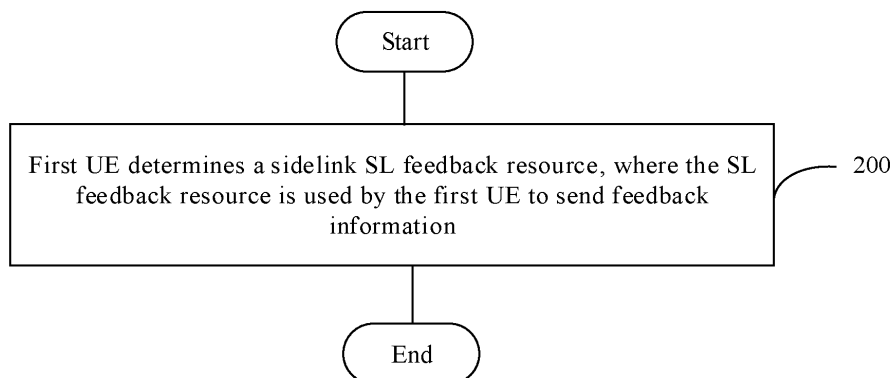 Start
First UE determines a sidelink SL feedback resource, where the SL
feedback resource is used by the first UE to send feedback
information
200
End